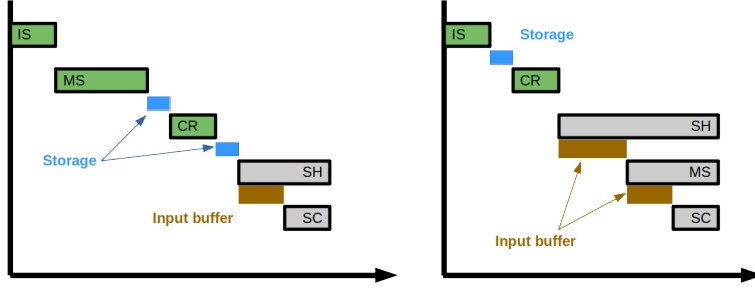 IS
MS
CR
Storage
SH
Input buffer
SC
IS
Storage
CR
SH
MS
SC
Input buffer